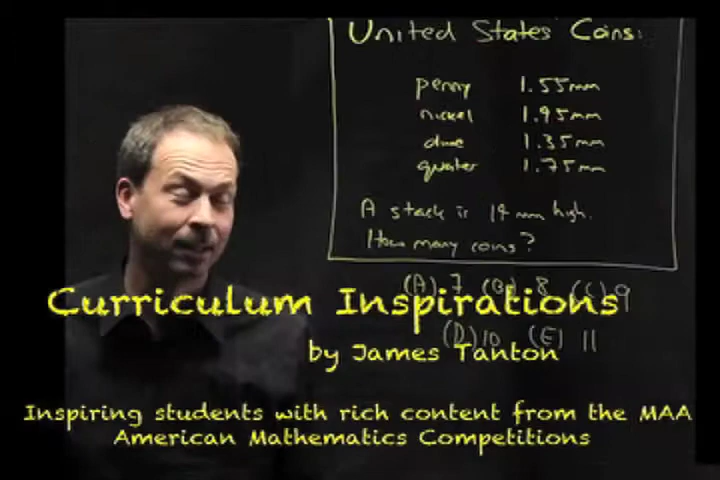 United States Coins:
penny 1.55mm
nickel 1.95mm
dime 1.35mm
quater 1.75mm
A stack is 14 mm high.
How many coins?
(A) 7 (B) 8 (C) 9
Curriculum Inspirations
(D) 10 (E) 11
by James Tanton
Inspiring students with rich content from the MAA
American Mathematics Competitions